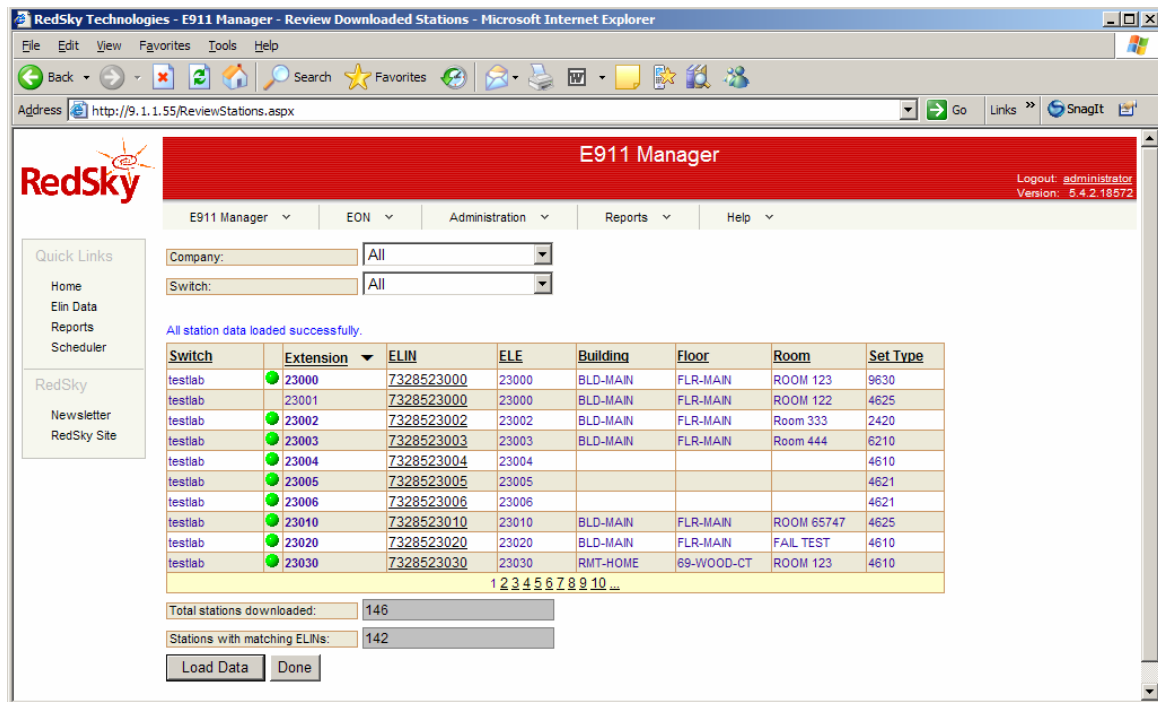 RedSky Technologies - E911 Manager - Review Downloaded Stations - Microsoft Internet Explorer
File Edit View Favorites Tools Help
Back Search Favorites
Address http://9.1.1.55/ReviewStations.aspx Go Links » SnagIt
RedSky
E911 Manager
Logout: administrator
Version: 5.4.2.18572
E911 Manager EON Administration Reports Help
Quick Links
Home
Elin Data
Reports
Scheduler
RedSky
Newsletter
RedSky Site
Company: All
Switch: All
All station data loaded successfully.
Switch Extension ELIN ELE Building Floor Room Set Type
testlab 23000 7328523000 23000 BLD-MAIN FLR-MAIN ROOM 123 9630
testlab 23001 7328523000 23000 BLD-MAIN FLR-MAIN ROOM 122 4625
testlab 23002 7328523002 23002 BLD-MAIN FLR-MAIN Room 333 2420
testlab 23003 7328523003 23003 BLD-MAIN FLR-MAIN Room 444 6210
testlab 23004 7328523004 23004 4610
testlab 23005 7328523005 23005 4621
testlab 23006 7328523006 23006 4621
testlab 23010 7328523010 23010 BLD-MAIN FLR-MAIN ROOM 65747 4625
testlab 23020 7328523020 23020 BLD-MAIN FLR-MAIN FAIL TEST 4610
testlab 23030 7328523030 23030 RMT-HOME 69-WOOD-CT ROOM 123 4610
1 2 3 4 5 6 7 8 9 10 ...
Total stations downloaded: 146
Stations with matching ELINs: 142
Load Data Done